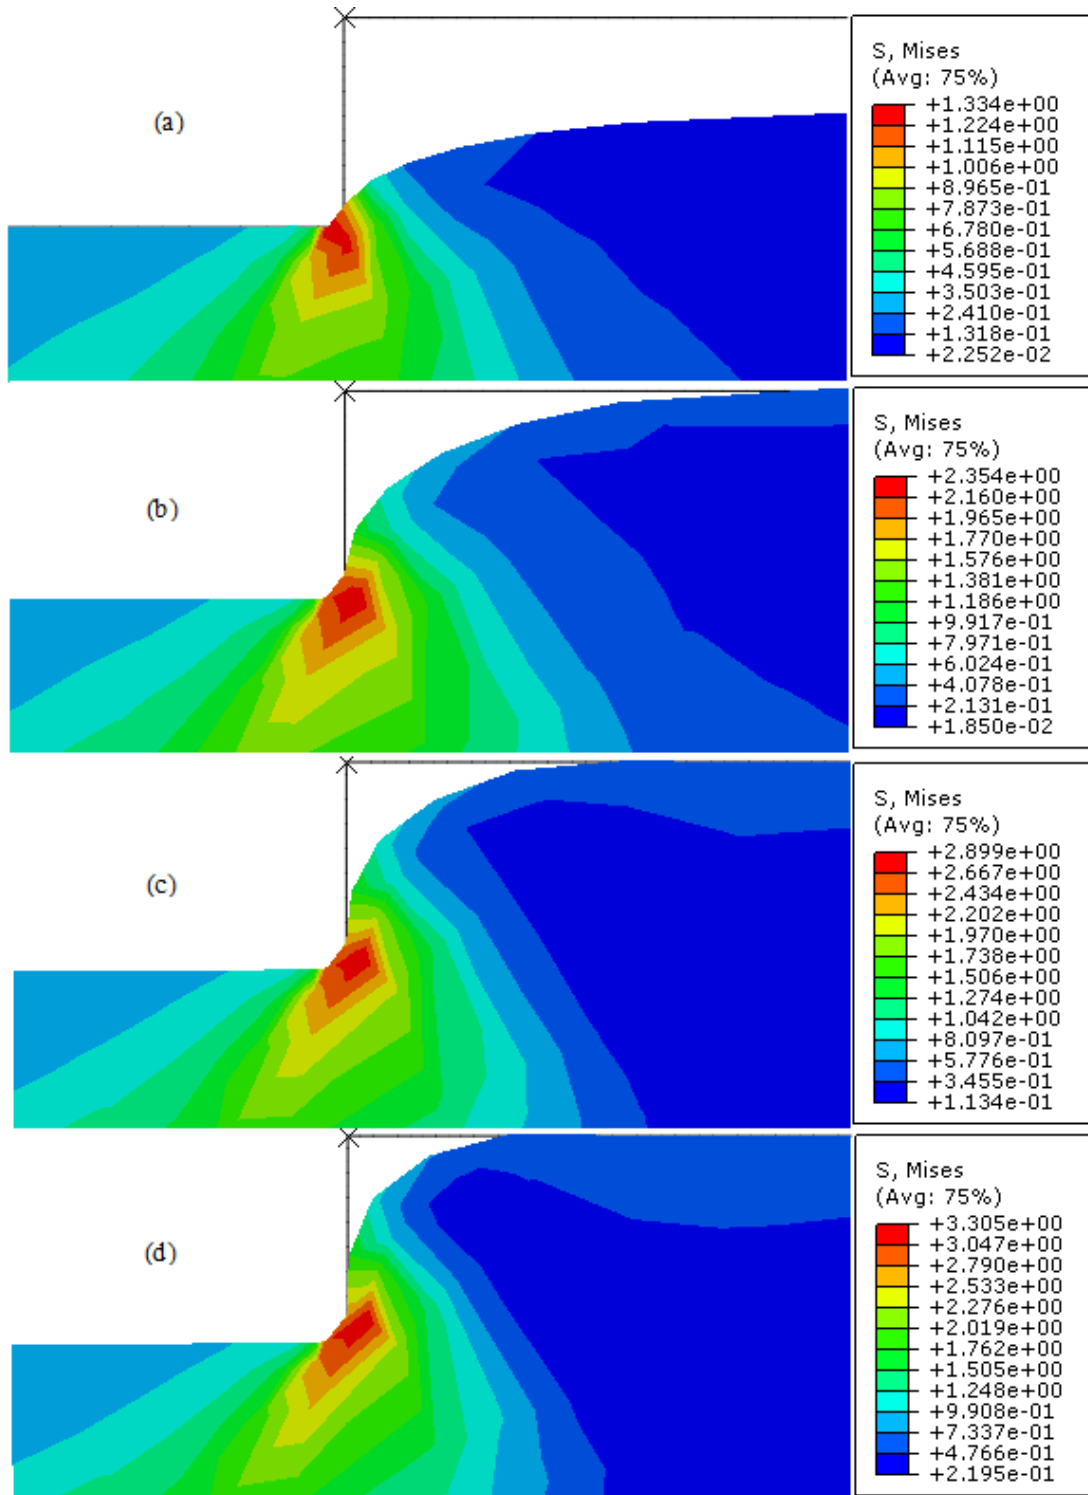 (a)
S, Mises
(Avg: 75%)
+1.334e+00
+1.224e+00
+1.115e+00
+1.006e+00
+8.965e-01
+7.873e-01
+6.780e-01
+5.688e-01
+4.595e-01
+3.503e-01
+2.410e-01
+1.318e-01
+2.252e-02
(b)
S, Mises
(Avg: 75%)
+2.354e+00
+2.160e+00
+1.965e+00
+1.770e+00
+1.576e+00
+1.381e+00
+1.186e+00
+9.917e-01
+7.971e-01
+6.024e-01
+4.078e-01
+2.131e-01
+1.850e-02
(c)
S, Mises
(Avg: 75%)
+2.899e+00
+2.667e+00
+2.434e+00
+2.202e+00
+1.970e+00
+1.738e+00
+1.506e+00
+1.274e+00
+1.042e+00
+8.097e-01
+5.776e-01
+3.455e-01
+1.134e-01
(d)
S, Mises
(Avg: 75%)
+3.305e+00
+3.047e+00
+2.790e+00
+2.533e+00
+2.276e+00
+2.019e+00
+1.762e+00
+1.505e+00
+1.248e+00
+9.908e-01
+7.337e-01
+4.766e-01
+2.195e-01